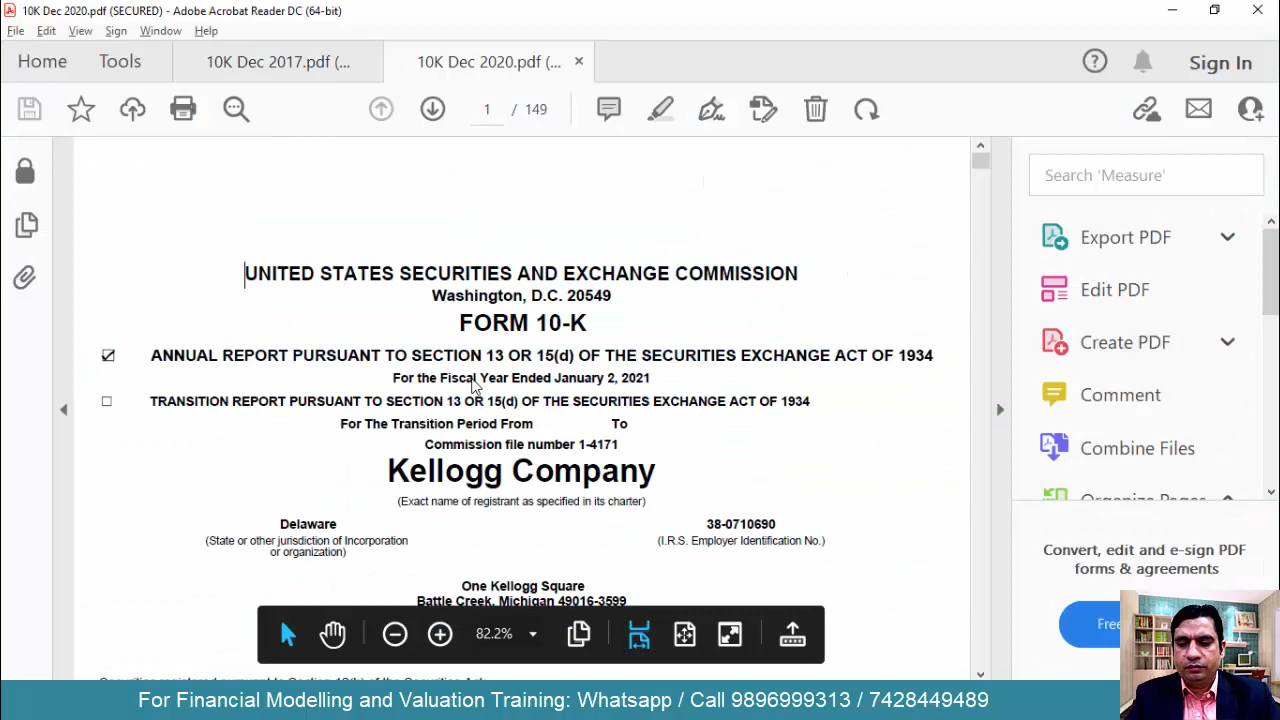 10K Dec 2020.pdf (SECURED) - Adobe Acrobat Reader DC (64-bit)
File Edit View Sign Window Help
Home Tools 10K Dec 2017.pdf (... 10K Dec 2020.pdf (... × Sign In
1 / 149
Search 'Measure'
Export PDF
Edit PDF
Create PDF
Comment
Combine Files
Organize Pages
Convert, edit and e-sign PDF
forms & agreements
Free
UNITED STATES SECURITIES AND EXCHANGE COMMISSION
Washington, D.C. 20549
FORM 10-K
ANNUAL REPORT PURSUANT TO SECTION 13 OR 15(d) OF THE SECURITIES EXCHANGE ACT OF 1934
For the Fiscal Year Ended January 2, 2021
TRANSITION REPORT PURSUANT TO SECTION 13 OR 15(d) OF THE SECURITIES EXCHANGE ACT OF 1934
For The Transition Period From To
Commission file number 1-4171
Kellogg Company
(Exact name of registrant as specified in its charter)
Delaware 38-0710690
(State or other jurisdiction of Incorporation (I.R.S. Employer Identification No.)
or organization)
One Kellogg Square
Battle Creek, Michigan 49016-3599
82.2%
For Financial Modelling and Valuation Training: Whatsapp / Call 9896999313 / 7428449489